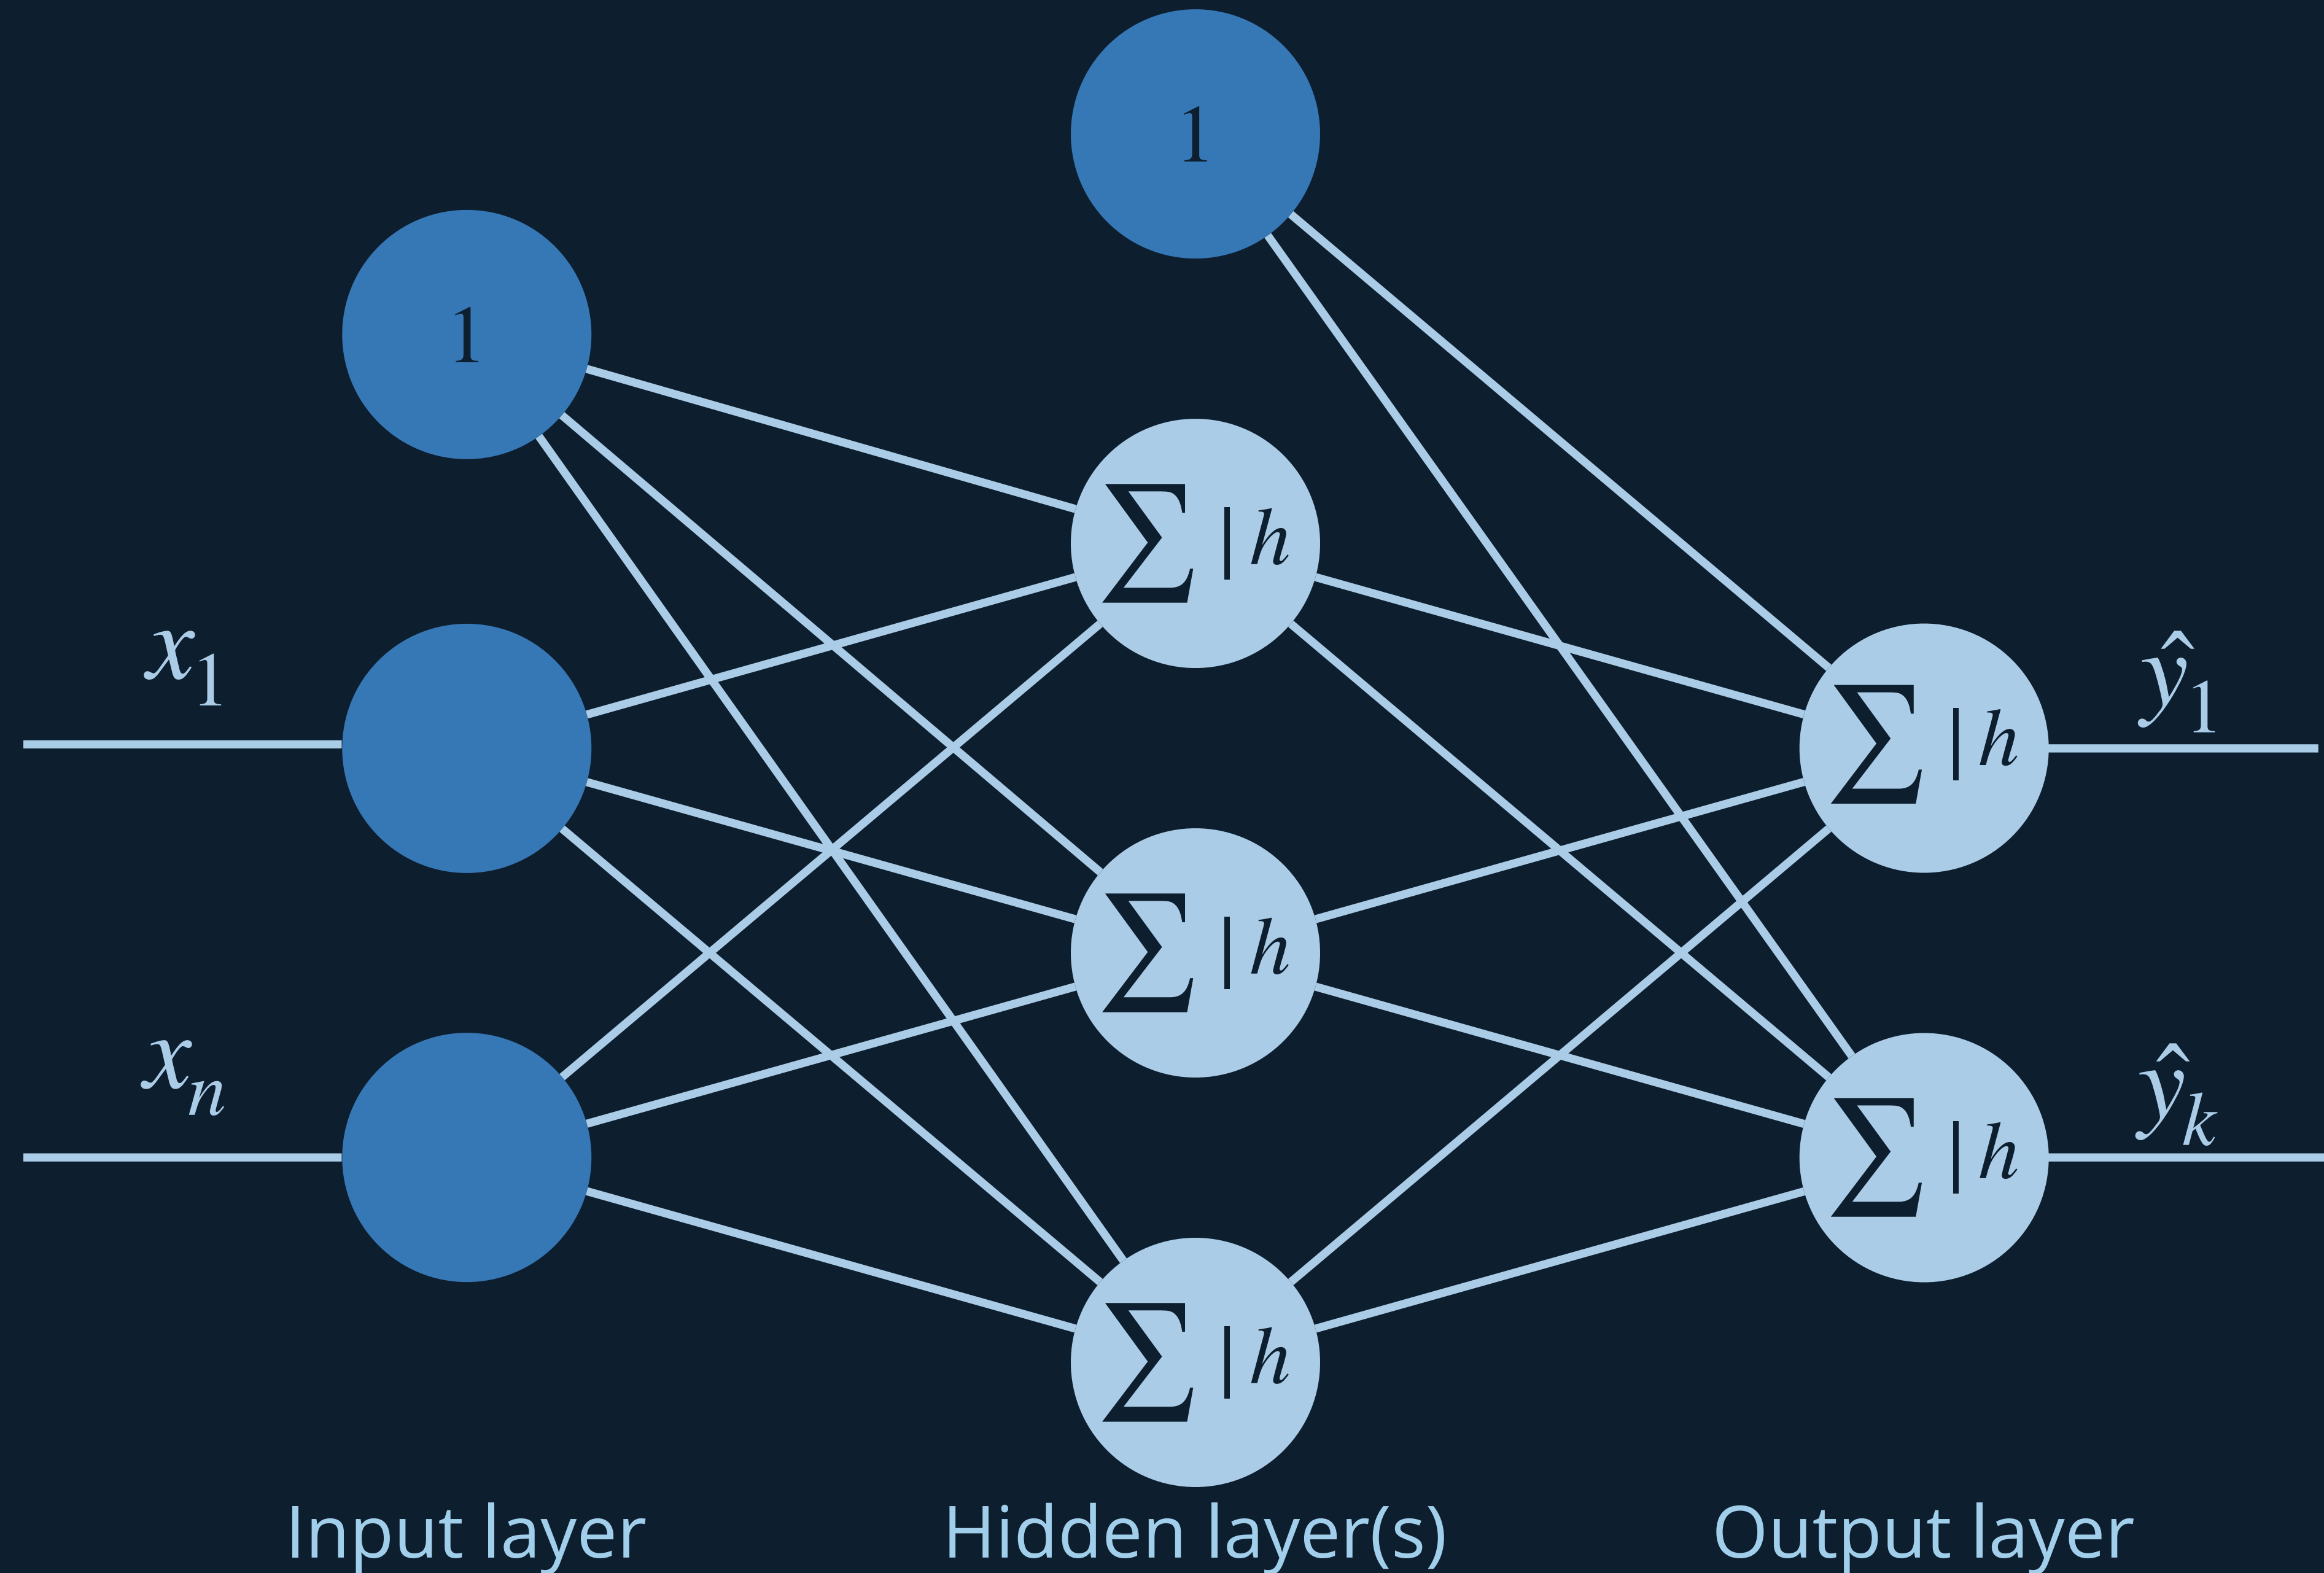 1
1
∑ | h
x₁
ŷ₁
∑ | h
∑ | h
xₙ
ŷₖ
∑ | h
∑ | h
Input layer
Hidden layer(s)
Output layer